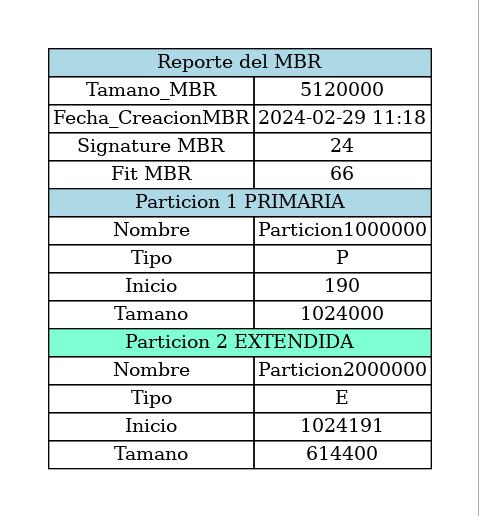 Reporte del MBR
Tamano_MBR 5120000
Fecha_CreacionMBR 2024-02-29 11:18
Signature MBR 24
Fit MBR 66
Particion 1 PRIMARIA
Nombre Particion1000000
Tipo P
Inicio 190
Tamano 1024000
Particion 2 EXTENDIDA
Nombre Particion2000000
Tipo E
Inicio 1024191
Tamano 614400